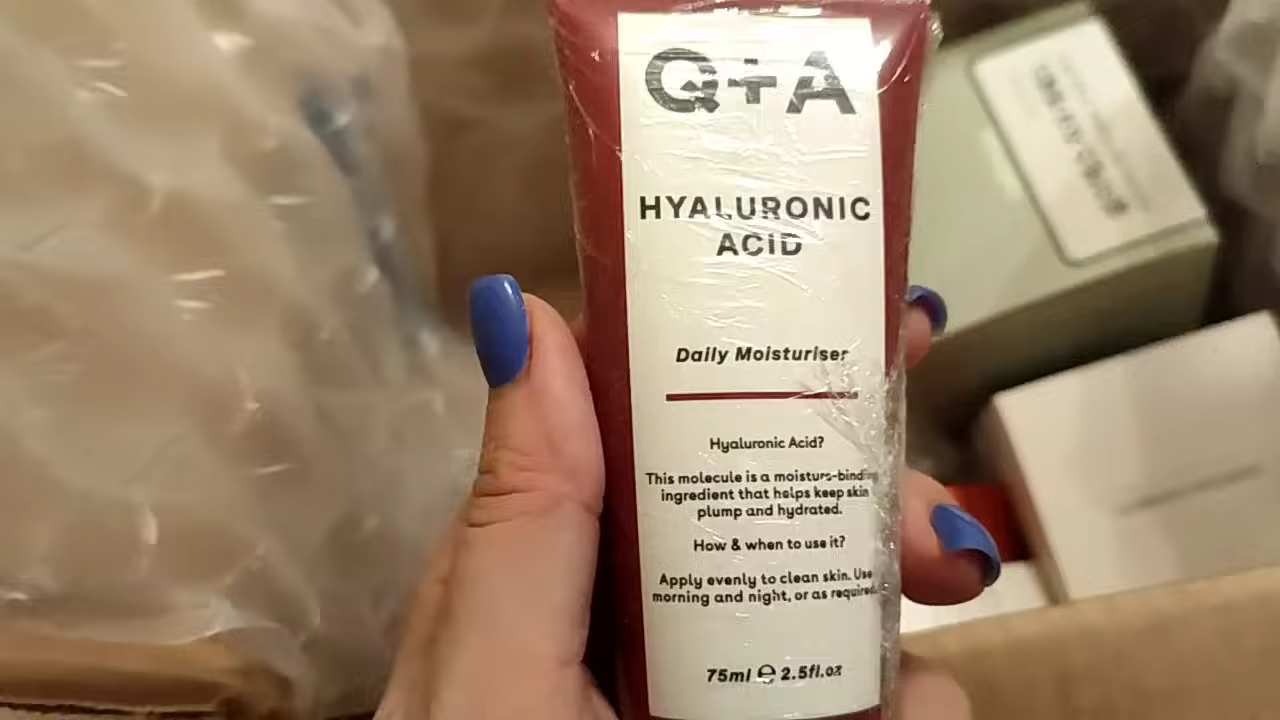 Q+A
HYALURONIC
ACID
Daily Moisturiser
Hyaluronic Acid?
This molecule is a moisture-binding
ingredient that helps keep skin
plump and hydrated.
How & when to use it?
Apply evenly to clean skin. Use
morning and night, or as required.
75ml ℮ 2.5fl.oz